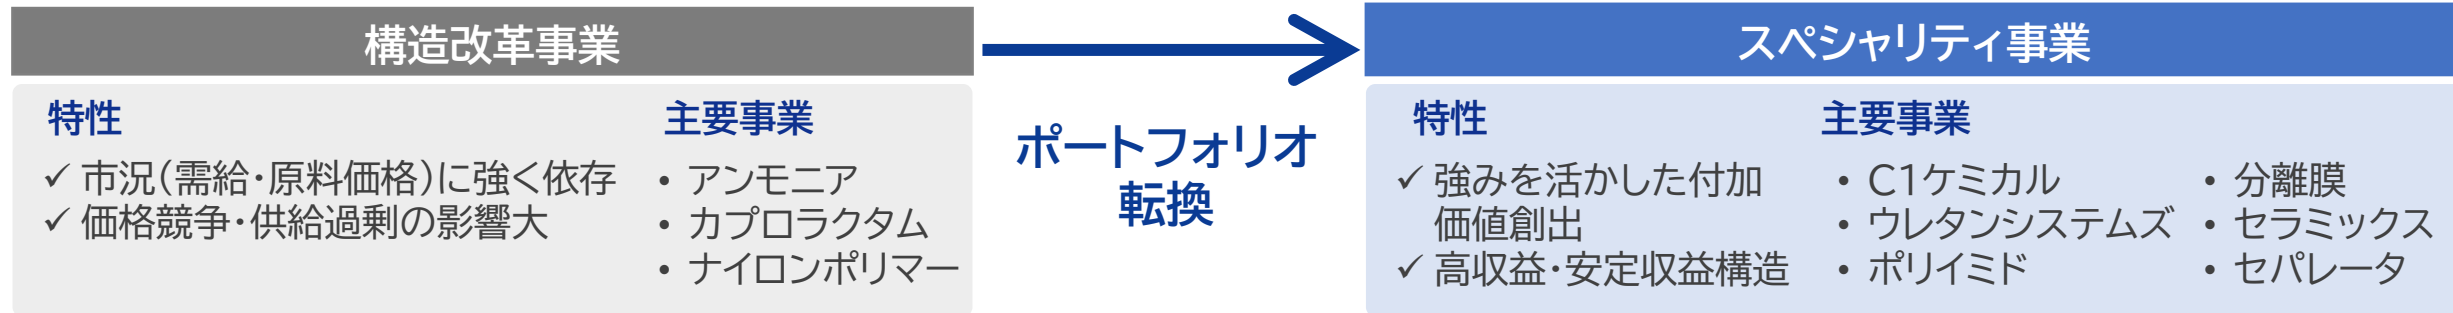 構造改革事業
特性
✓ 市況(需給・原料価格)に強く依存
✓ 価格競争・供給過剰の影響大
主要事業
• アンモニア
• カプロラクタム
• ナイロンポリマー
ポートフォリオ
転換
スペシャリティ事業
特性
✓ 強みを活かした付加
価値創出
✓ 高収益・安定収益構造
主要事業
• C1ケミカル
• ウレタンシステムズ
• ポリイミド
• 分離膜
• セラミックス
• セパレータ